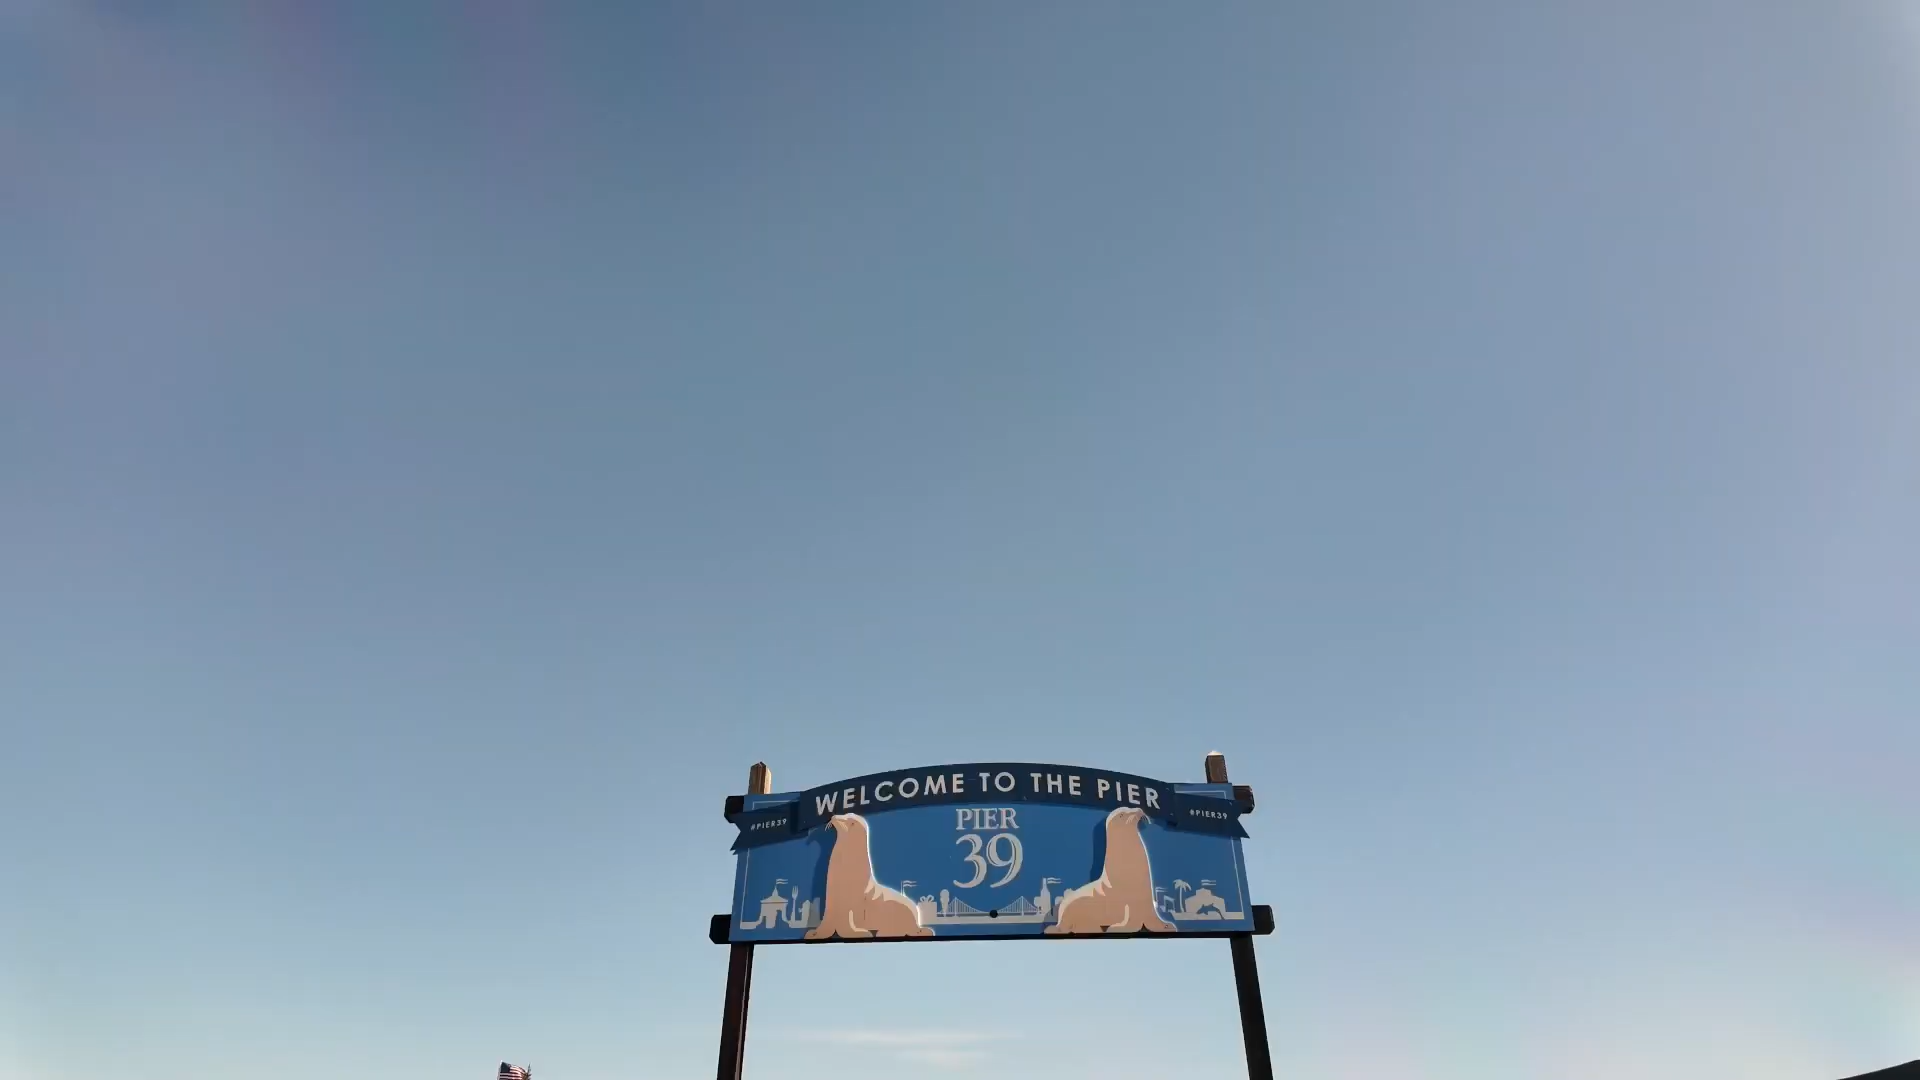 WELCOME TO THE PIER
#PIER39
#PIER39
PIER
39